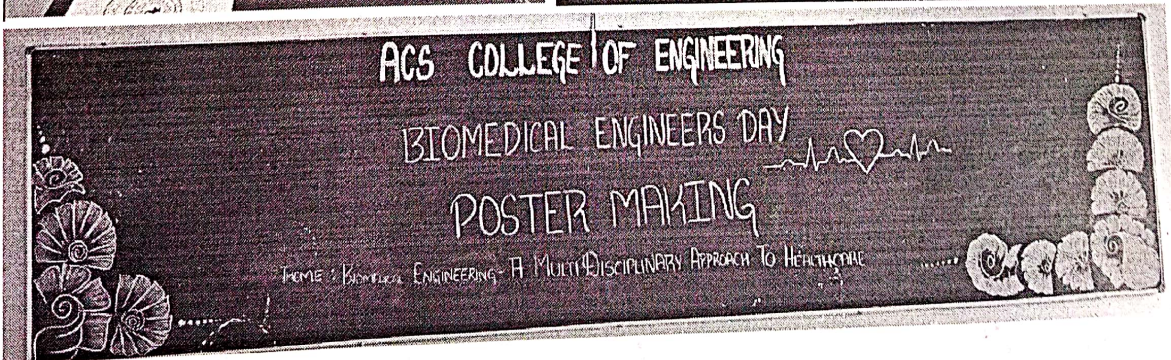 ACS COLLEGE OF ENGINEERING
BIOMEDICAL ENGINEERS DAY
POSTER MAKING
THEME : BIOMEDICAL ENGINEERING - A MULTIDISCIPLINARY APPROACH TO HEALTHCARE